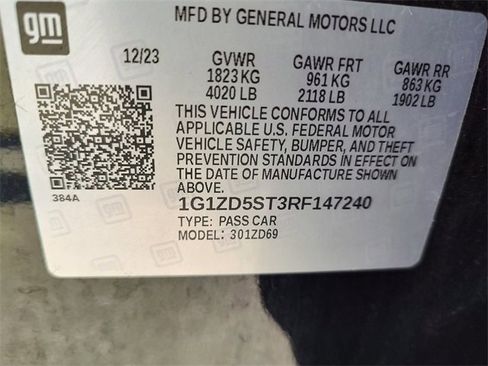 gm
MFD BY GENERAL MOTORS LLC
12/23 GVWR GAWR FRT GAWR RR
1823 KG 961 KG 863 KG
4020 LB 2118 LB 1902 LB
THIS VEHICLE CONFORMS TO ALL
APPLICABLE U.S. FEDERAL MOTOR
VEHICLE SAFETY, BUMPER, AND THEFT
PREVENTION STANDARDS IN EFFECT ON
THE DATE OF MANUFACTURE SHOWN
ABOVE.
384A
1G1ZD5ST3RF147240
TYPE: PASS CAR
MODEL: 301ZD69